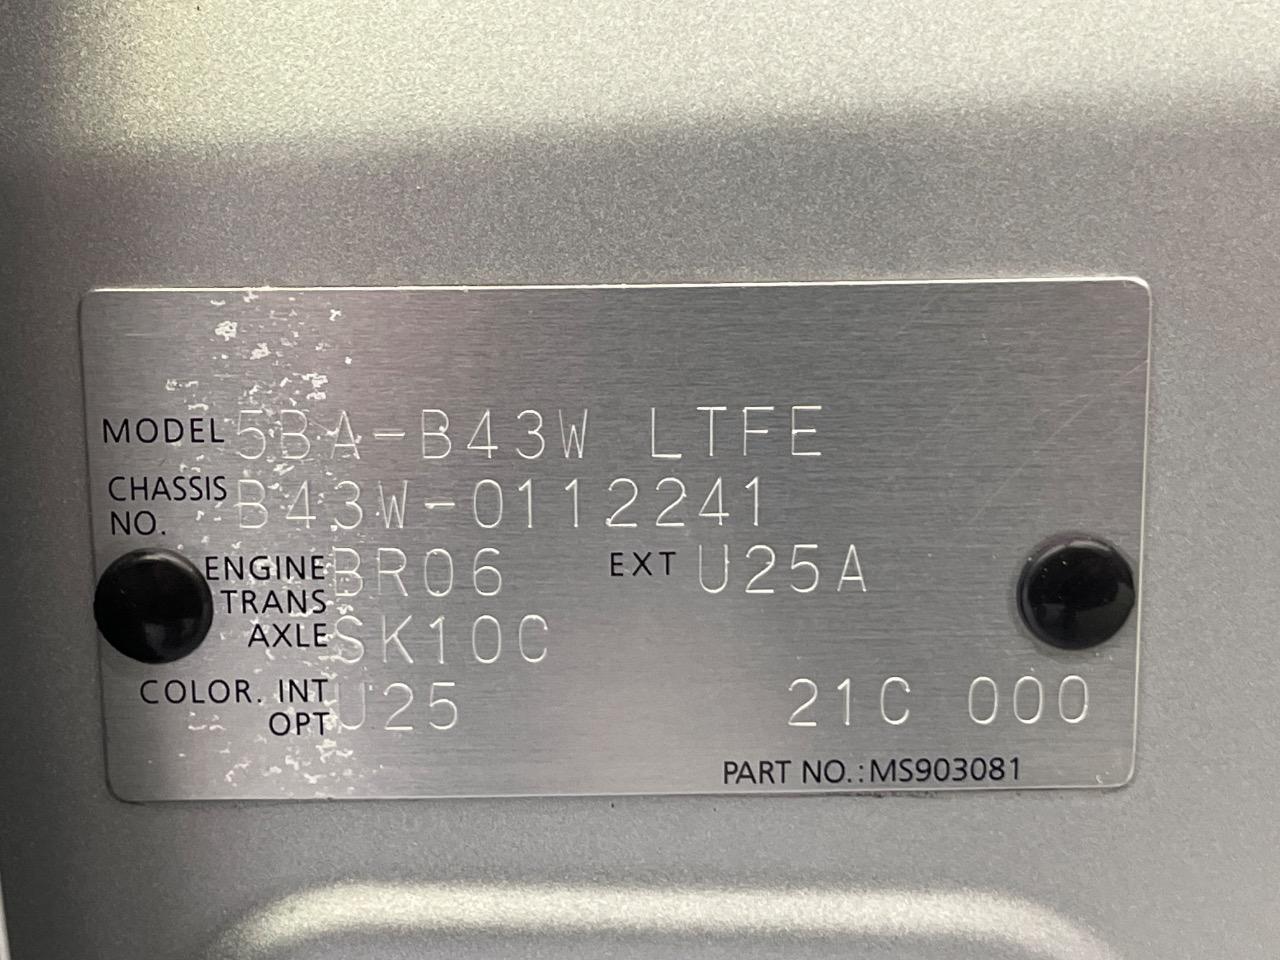 MODEL 5BA-B43W LTFE
CHASSIS NO. B43W-0112241
ENGINE BR06 EXT U25A
TRANS AXLE SK10C
COLOR. INT OPT U25 21C 000
PART NO.:MS903081